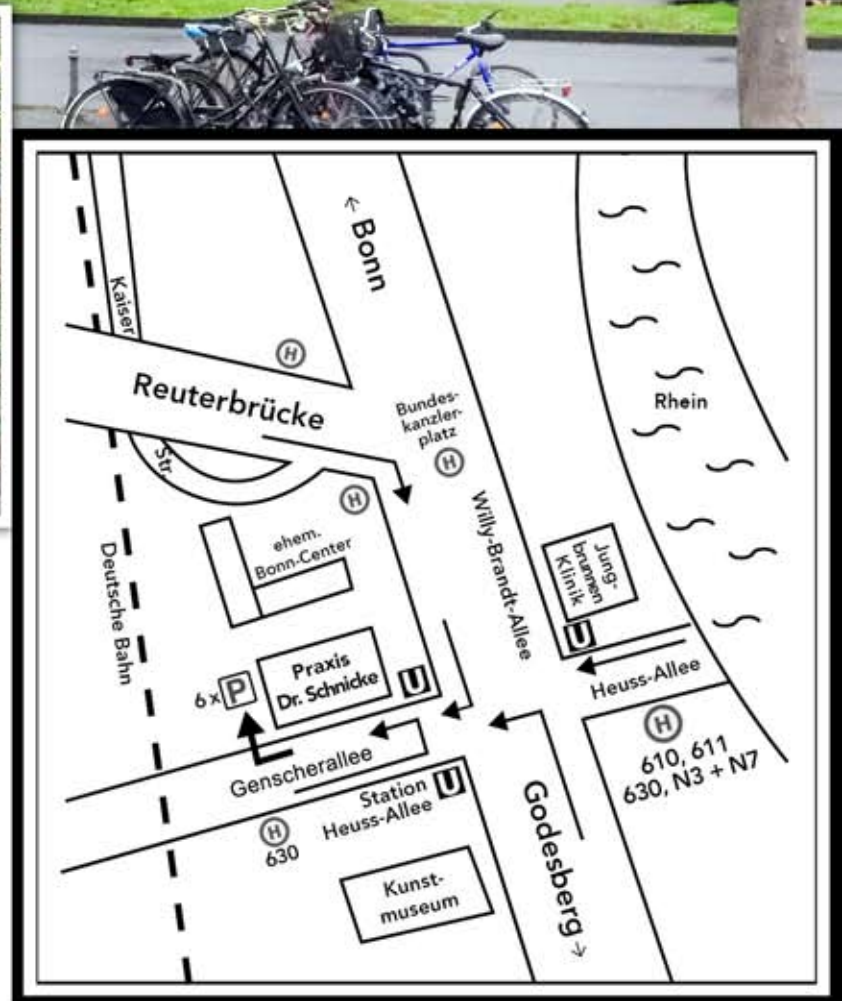 ↑ Bonn
Kaiser
H
Reuterbrücke
Bundes-
kanzler-
platz
H
Rhein
Str.
H
ehem.
Bonn-Center
Willy-Brandt-Allee
Jung-
brunnen
Klinik
Deutsche Bahn
U
Praxis
Dr. Schnicke
U
6 x P
Heuss-Allee
H
610, 611
630, N3 + N7
Genscherallee
Station
Heuss-Allee
U
H
630
Godesberg →
Kunst-
museum